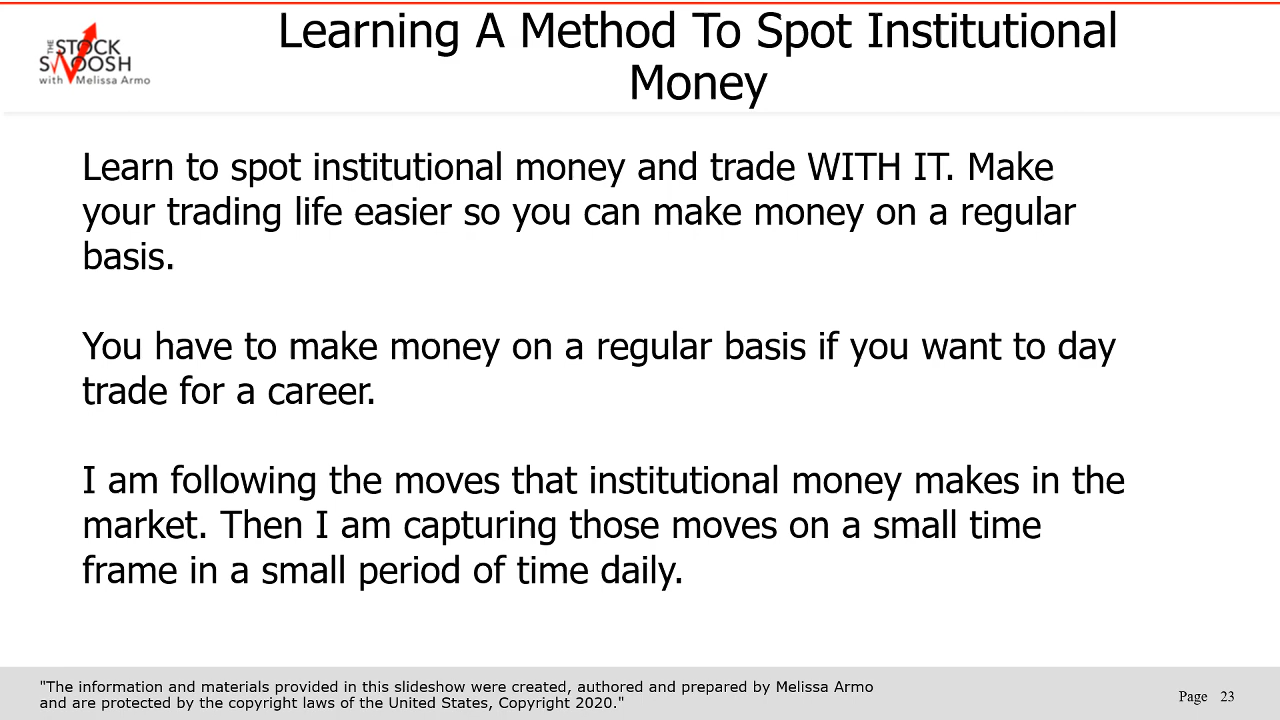 Learning A Method To Spot Institutional
Money
THE
STOCK
SWOOSH
with Melissa Armo
Learn to spot institutional money and trade WITH IT. Make
your trading life easier so you can make money on a regular
basis.
You have to make money on a regular basis if you want to day
trade for a career.
I am following the moves that institutional money makes in the
market. Then I am capturing those moves on a small time
frame in a small period of time daily.
"The information and materials provided in this slideshow were created, authored and prepared by Melissa Armo
and are protected by the copyright laws of the United States, Copyright 2020."
Page 23